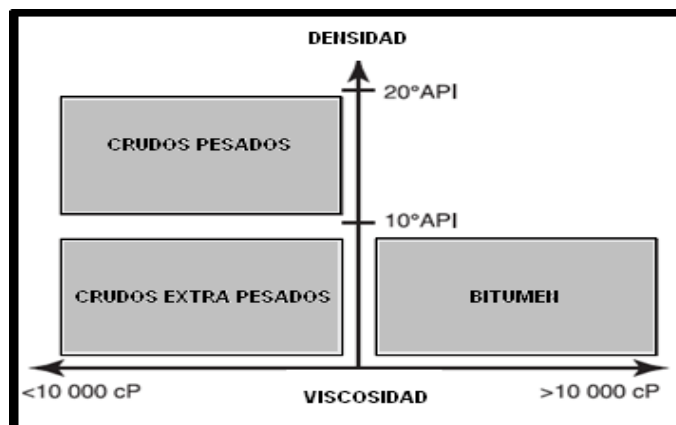 DENSIDAD
20°API
CRUDOS PESADOS
10°API
CRUDOS EXTRA PESADOS
BITUMEN
<10 000 cP
VISCOSIDAD
>10 000 cP